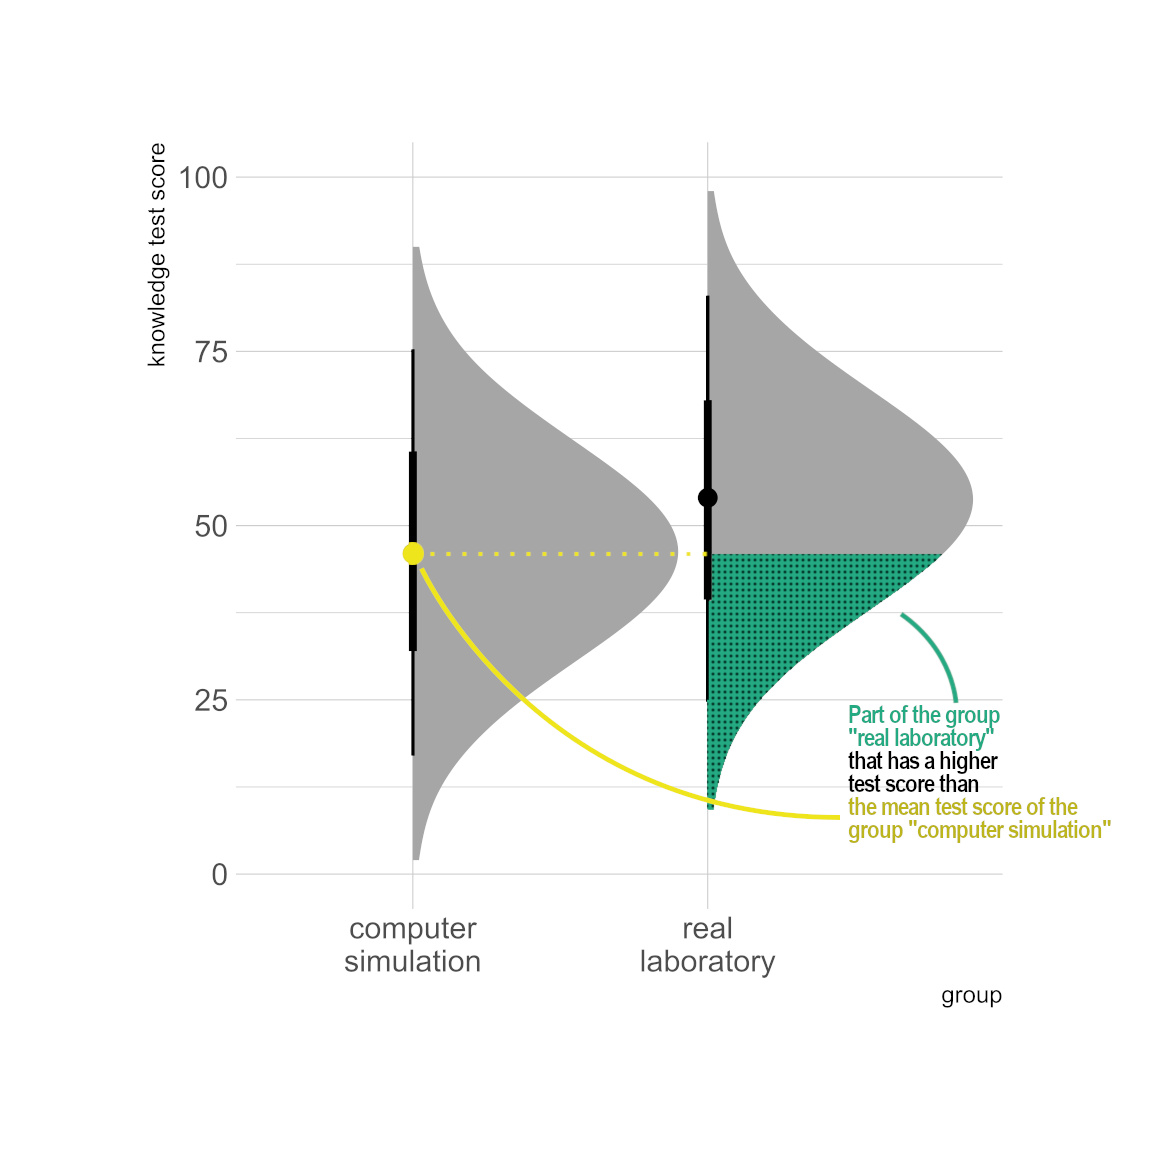 knowledge test score
100
75
50
25
0
Part of the group
"real laboratory"
that has a higher
test score than
the mean test score of the
group "computer simulation"
computer
simulation
real
laboratory
group